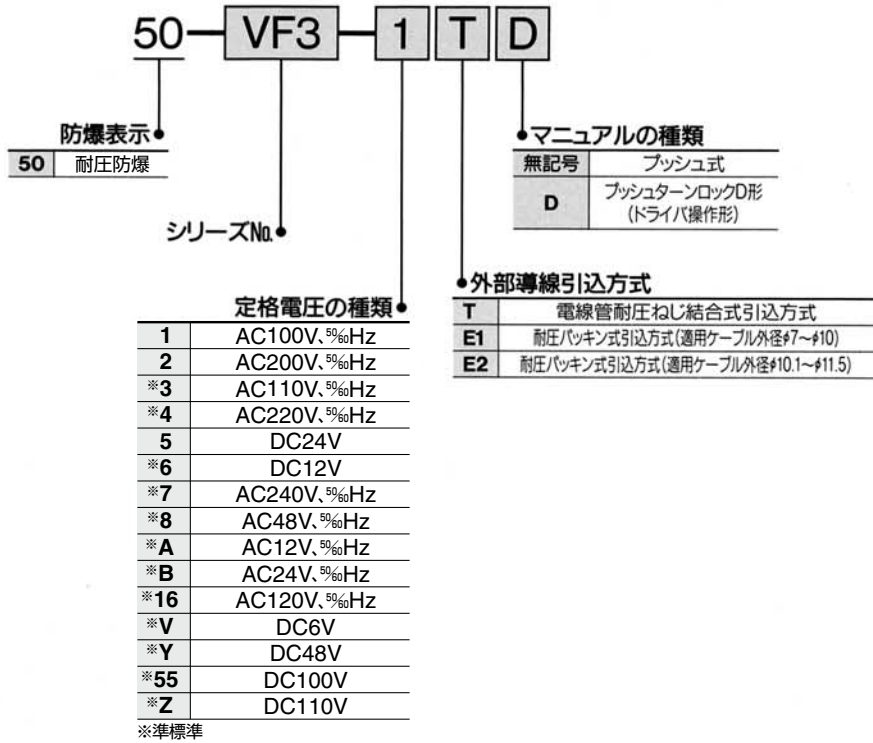 50-VF3-1TD
防爆表示
50 耐圧防爆
シリーズNo.
定格電圧の種類
1 AC100V、50/60Hz
2 AC200V、50/60Hz
※3 AC110V、50/60Hz
※4 AC220V、50/60Hz
5 DC24V
※6 DC12V
※7 AC240V、50/60Hz
※8 AC48V、50/60Hz
※A AC12V、50/60Hz
※B AC24V、50/60Hz
※16 AC120V、50/60Hz
※V DC6V
※Y DC48V
※55 DC100V
※Z DC110V
※準標準
マニュアルの種類
無記号 プッシュ式
D プッシュターンロックD形
(ドライバ操作形)
外部導線引込方式
T 電線管耐圧ねじ結合式引込方式
E1 耐圧パッキン式引込方式(適用ケーブル外径φ7〜φ10)
E2 耐圧パッキン式引込方式(適用ケーブル外径φ10.1〜φ11.5)